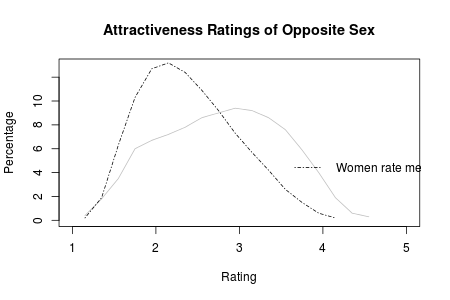 Attractiveness Ratings of Opposite Sex
Percentage
10
8
6
4
2
0
Women rate me
1 2 3 4 5
Rating